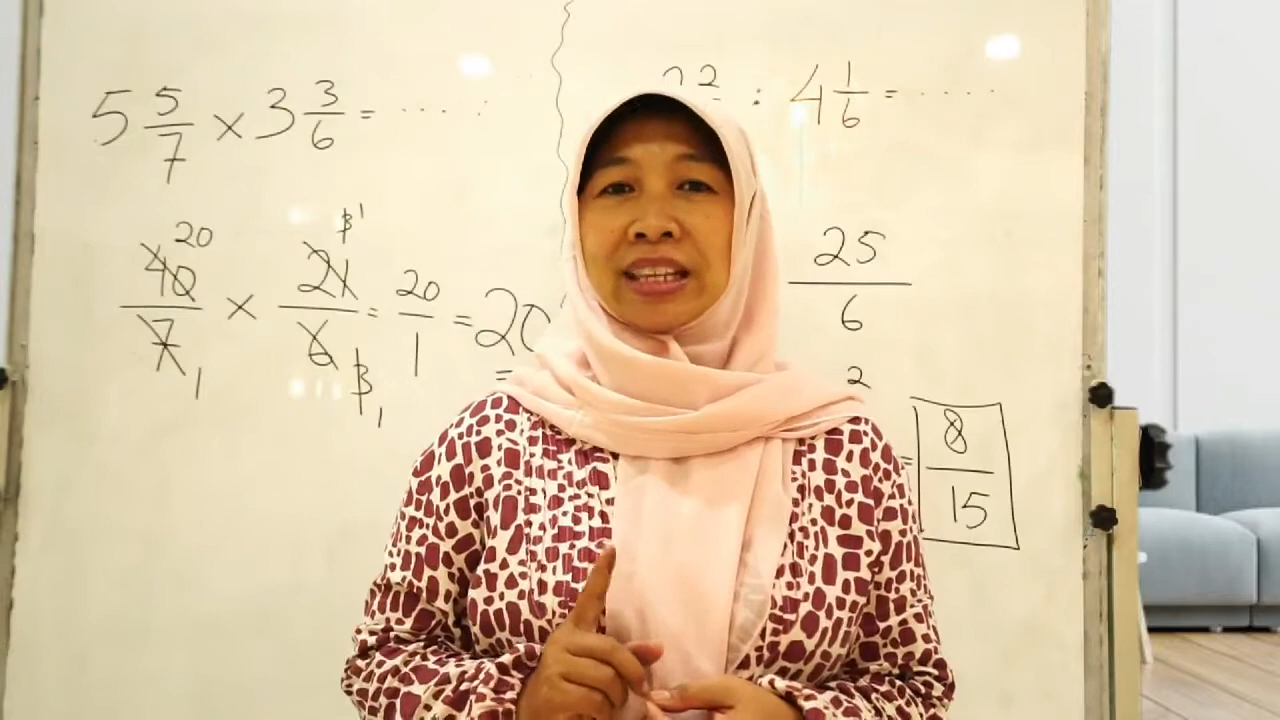 5 5/7 × 3 3/6 = ......
40/7 × 21/6 = 20/1 = 20
20 3 1
1 3 1
=
: 4 1/6 = ......
25/6
2
= 8/15